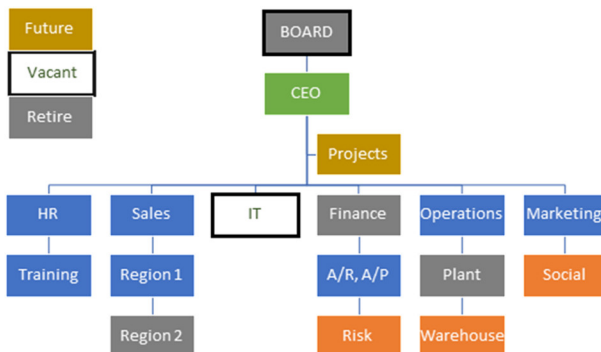 Future
BOARD
Vacant
CEO
Retire
Projects
HR
Sales
IT
Finance
Operations
Marketing
Training
Region 1
A/R, A/P
Plant
Social
Region 2
Risk
Warehouse